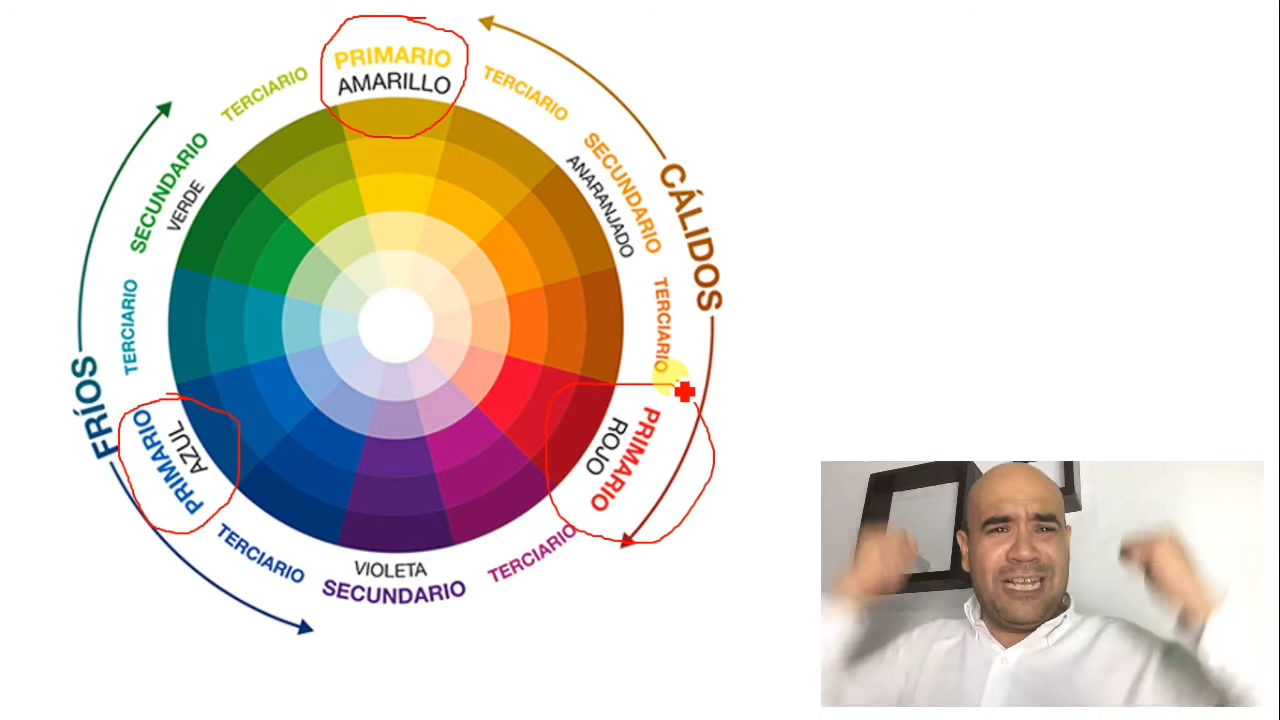 PRIMARIO
AMARILLO
TERCIARIO
SECUNDARIO
ANARANJADO
TERCIARIO
CÁLIDOS
PRIMARIO
ROJO
TERCIARIO
VIOLETA
SECUNDARIO
TERCIARIO
PRIMARIO
AZUL
FRÍOS
TERCIARIO
SECUNDARIO
VERDE
TERCIARIO